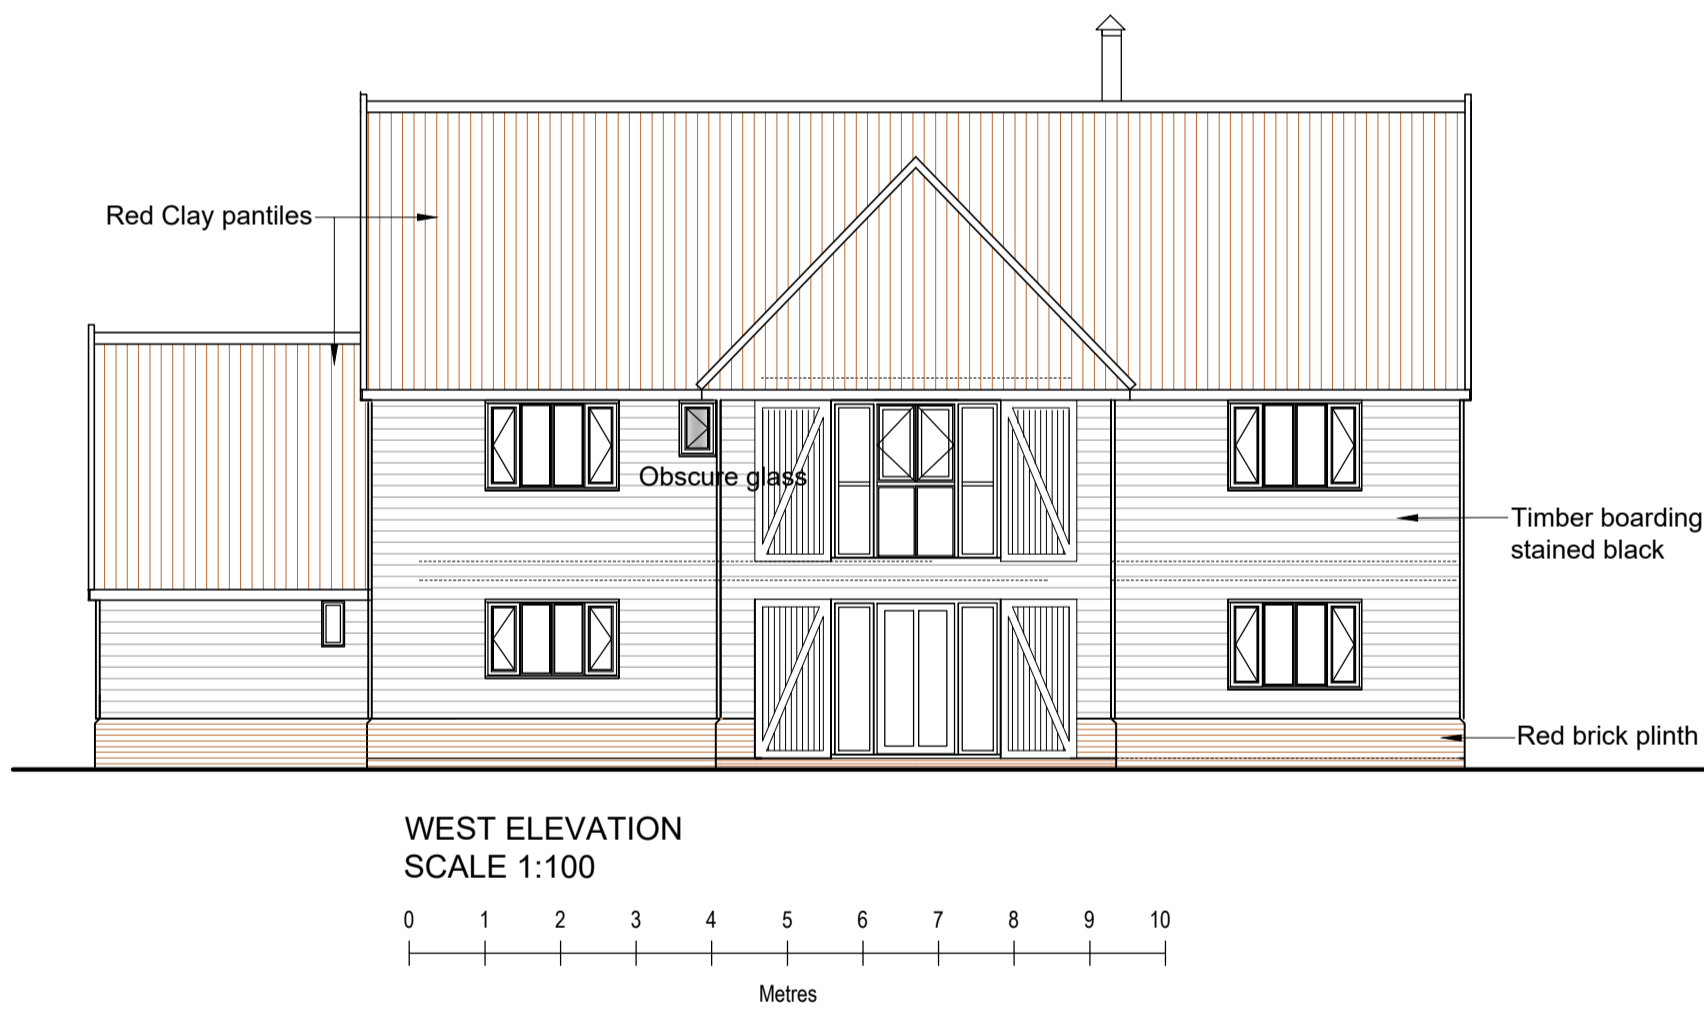 Red Clay pantiles
Obscure glass
Timber boarding
stained black
Red brick plinth
WEST ELEVATION
SCALE 1:100
0 1 2 3 4 5 6 7 8 9 10
Metres